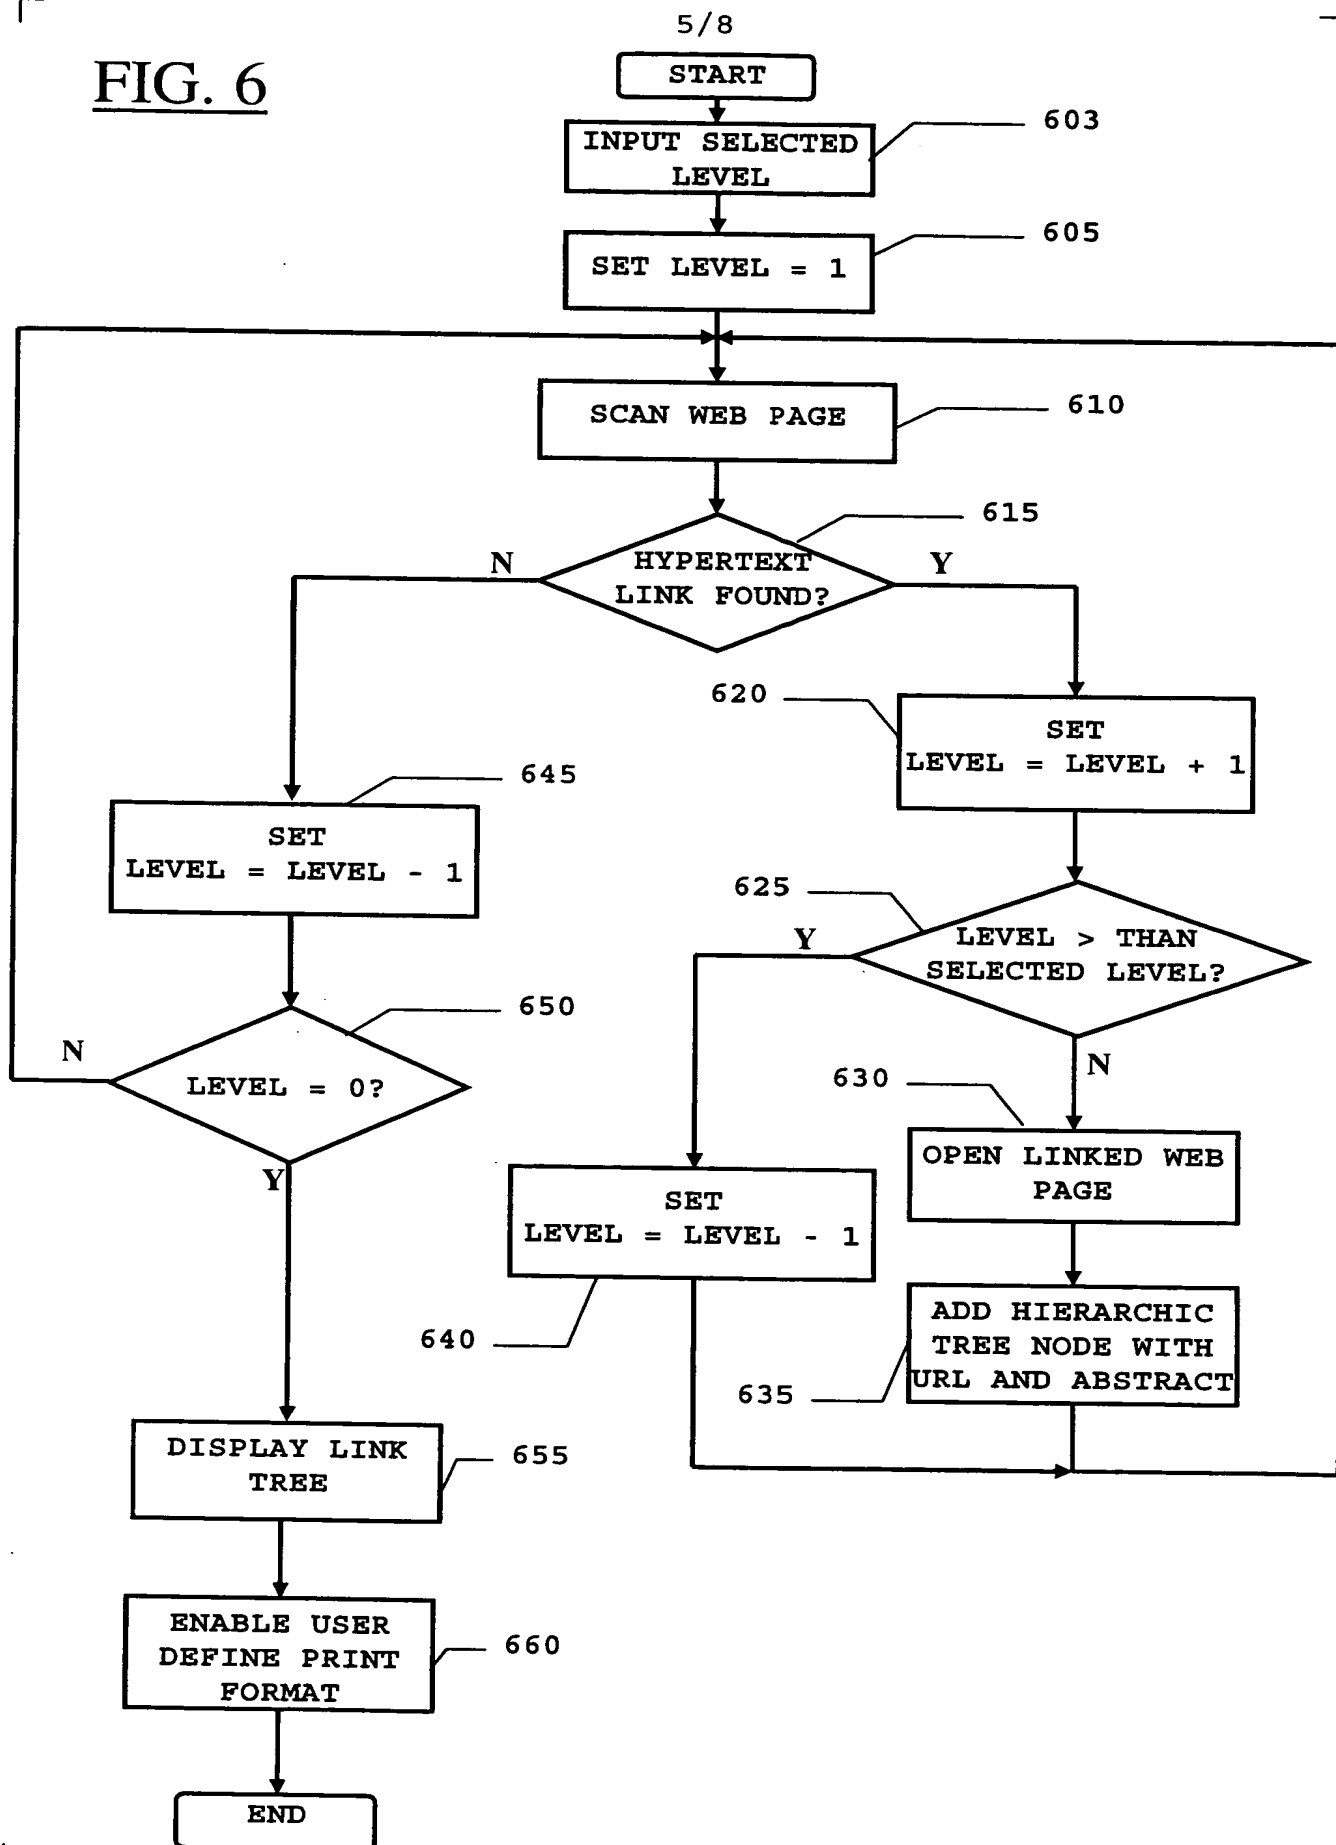 5/8
FIG. 6
START
603
INPUT SELECTED
LEVEL
605
SET LEVEL = 1
610
SCAN WEB PAGE
615
N
HYPERTEXT
LINK FOUND?
Y
620
SET
LEVEL = LEVEL + 1
645
SET
LEVEL = LEVEL - 1
625
Y
LEVEL > THAN
SELECTED LEVEL?
650
N
LEVEL = 0?
N
630
OPEN LINKED WEB
PAGE
Y
SET
LEVEL = LEVEL - 1
640
ADD HIERARCHIC
TREE NODE WITH
URL AND ABSTRACT
635
DISPLAY LINK
TREE
655
ENABLE USER
DEFINE PRINT
FORMAT
660
END